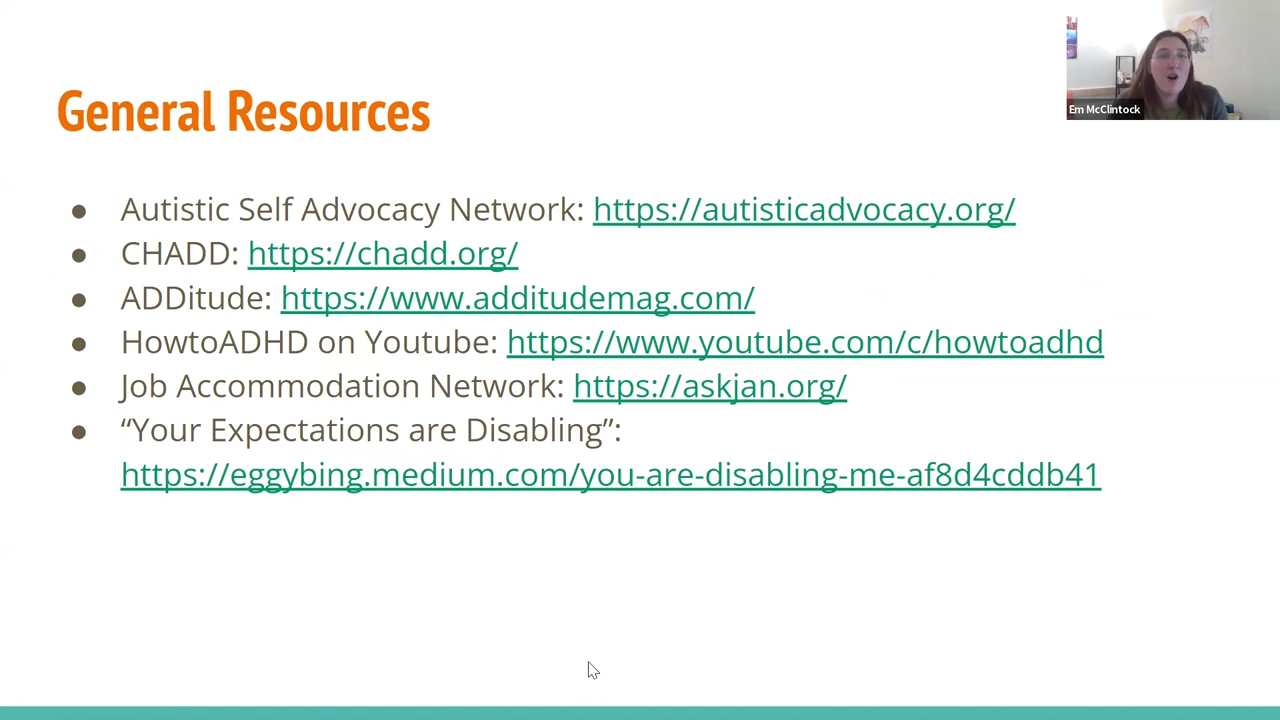 General Resources
Em McClintock
● Autistic Self Advocacy Network: https://autisticadvocacy.org/
● CHADD: https://chadd.org/
● ADDitude: https://www.additudemag.com/
● HowtoADHD on Youtube: https://www.youtube.com/c/howtoadhd
● Job Accommodation Network: https://askjan.org/
● “Your Expectations are Disabling”:
https://eggybing.medium.com/you-are-disabling-me-af8d4cddb41